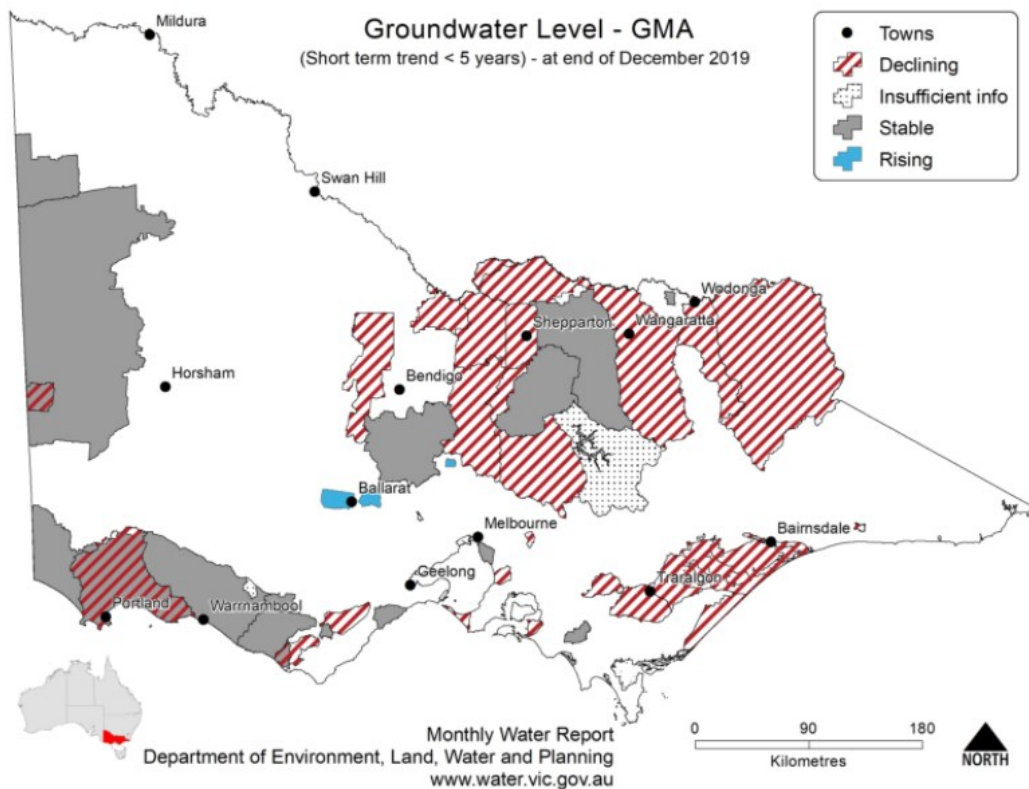 Groundwater Level - GMA
(Short term trend < 5 years) - at end of December 2019
Towns
Declining
Insufficient info
Stable
Rising
Mildura
Swan Hill
Wodonga
Shepparton
Wangaratta
Horsham
Bendigo
Ballarat
Melbourne
Bairnsdale
Geelong
Traralgon
Portland
Warrnambool
Monthly Water Report
Department of Environment, Land, Water and Planning
www.water.vic.gov.au
0 90 180
Kilometres
NORTH